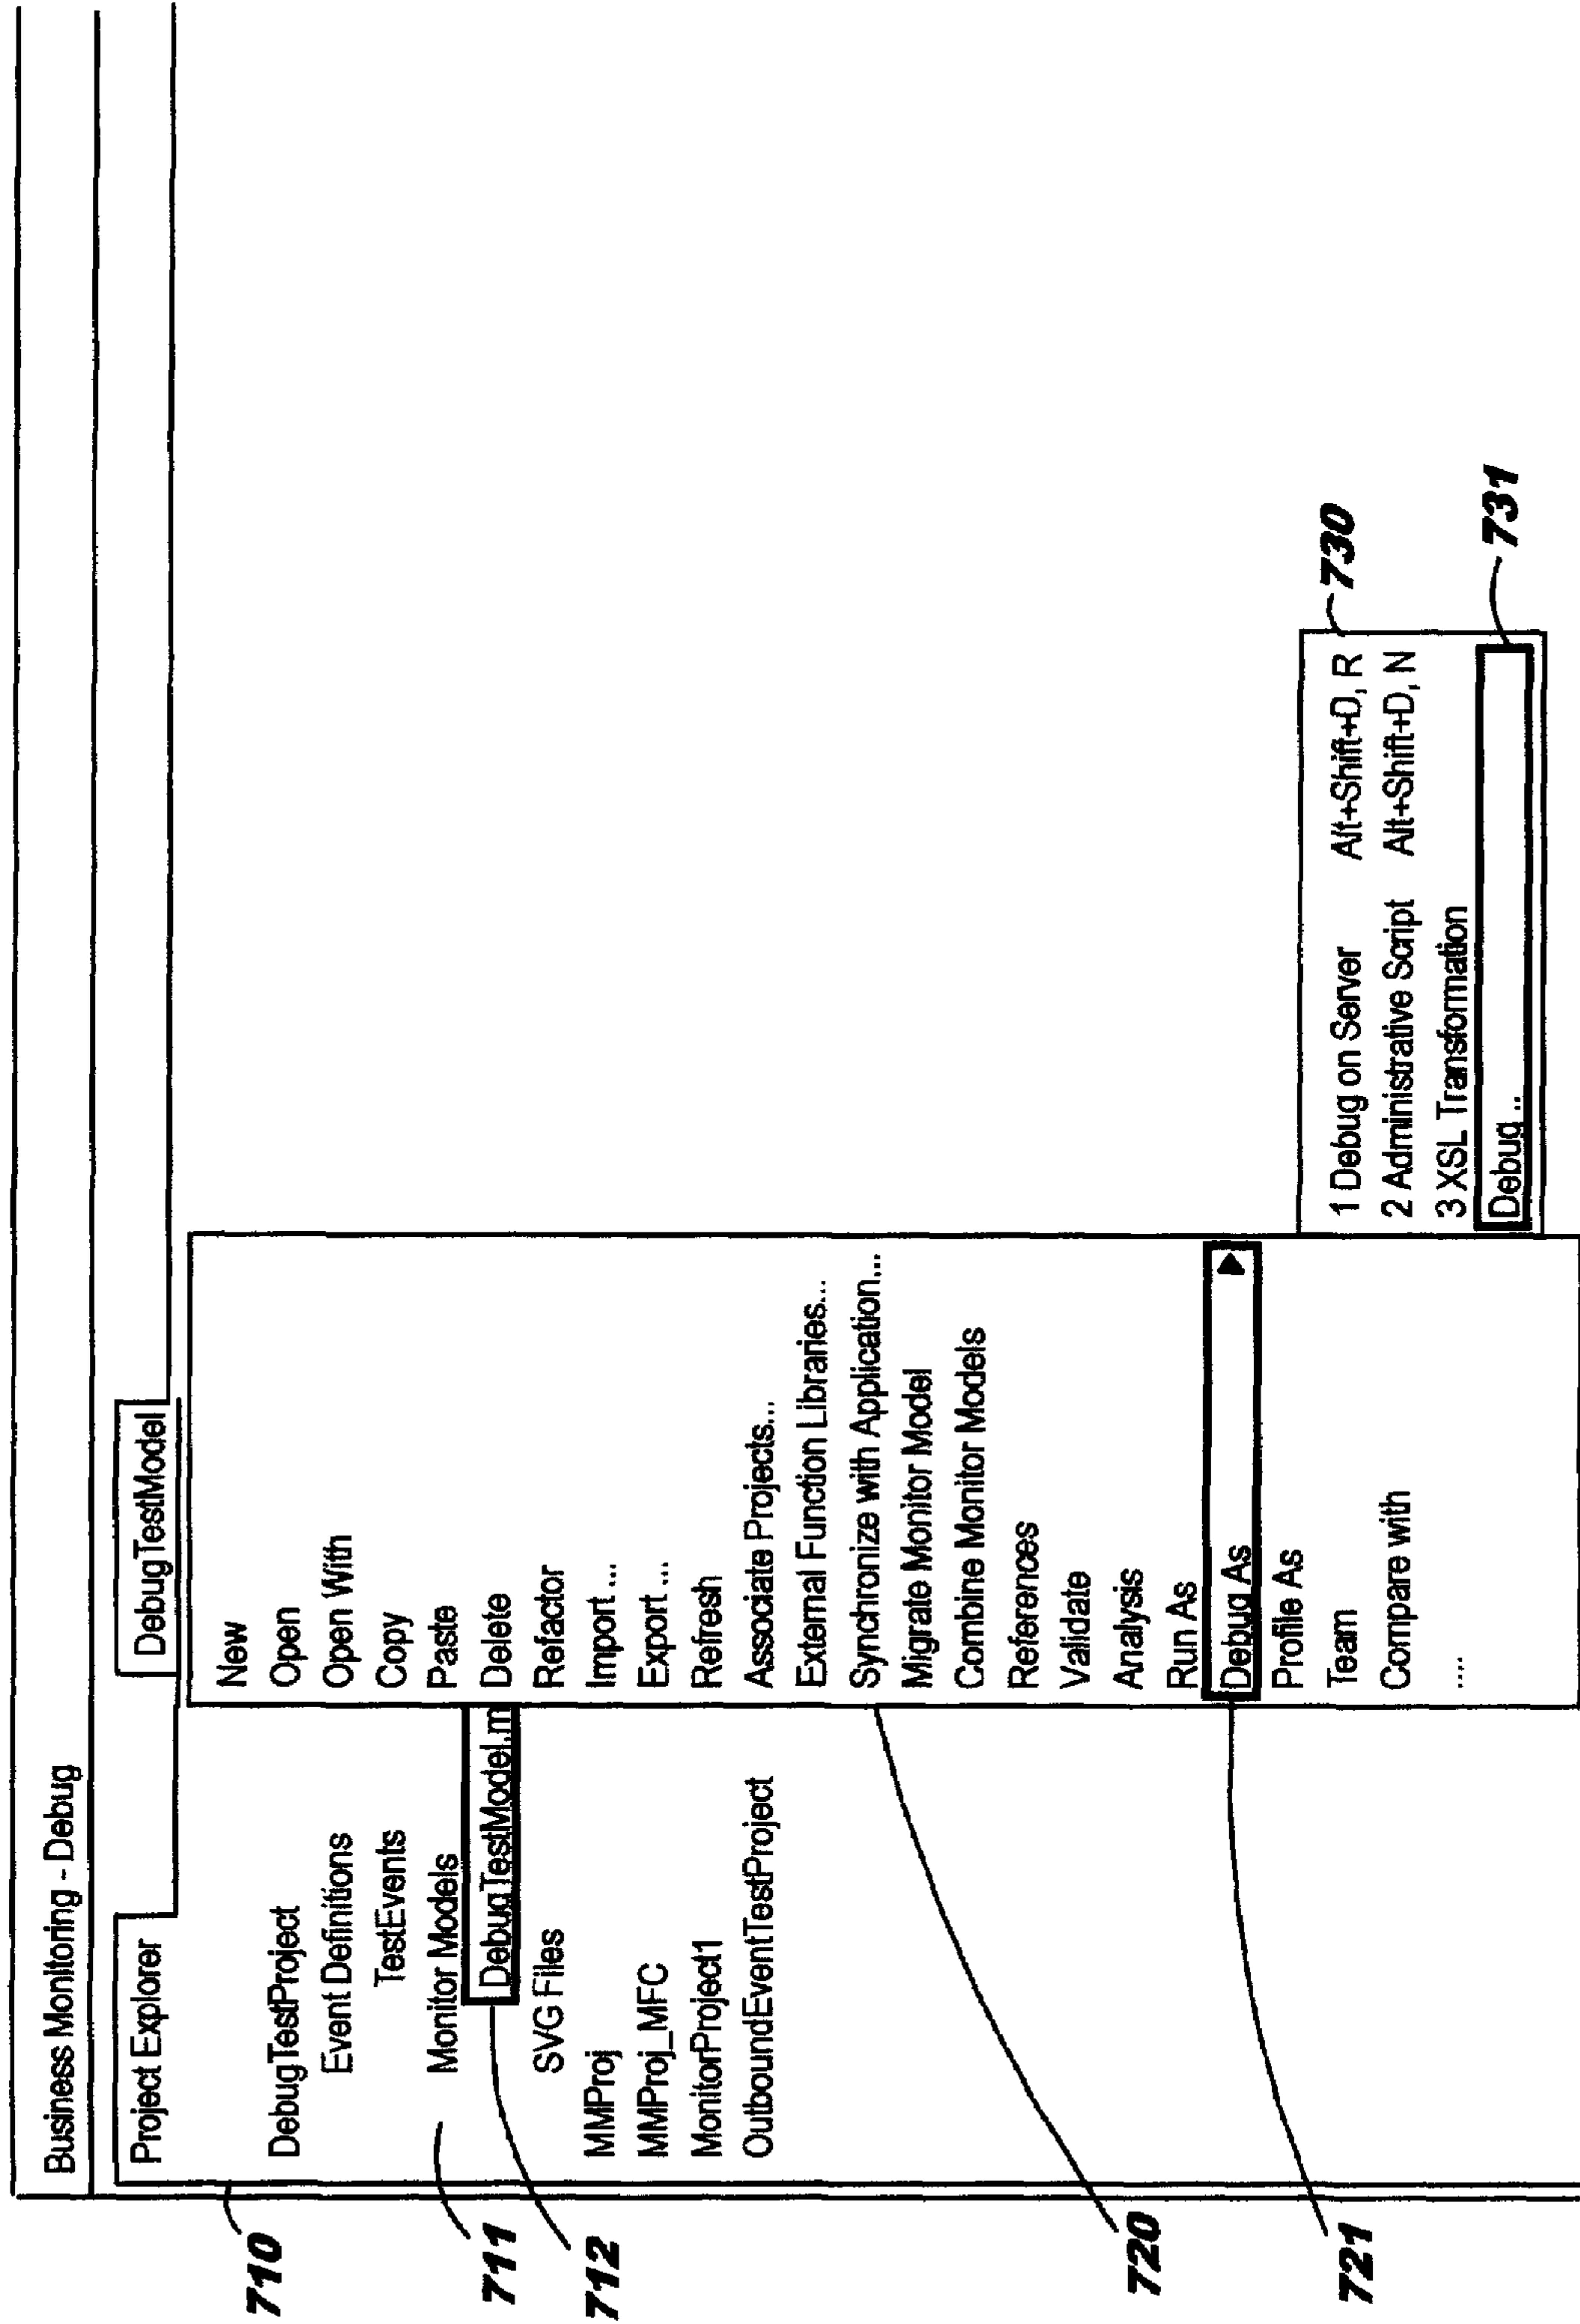 Business Monitoring - Debug
Project Explorer
DebugTestModel
710
DebugTestProject
Event Definitions
TestEvents
711
Monitor Models
712
DebugTestModel.m
SVG Files
MMProj
MMProj_MFC
MonitorProject1
OutboundEventTestProject
720
New
Open
Open With
Copy
Paste
Delete
Refactor
Import ...
Export ...
Refresh
Associate Projects...
External Function Libraries...
Synchronize with Application...
Migrate Monitor Model
Combine Monitor Models
References
Validate
Analysis
Run As
721
Debug As
Profile As
Team
Compare with
....
730
1 Debug on Server Alt+Shift+D, R
2 Administrative Script Alt+Shift+D, N
3 XSL Transformation
Debug ..
731